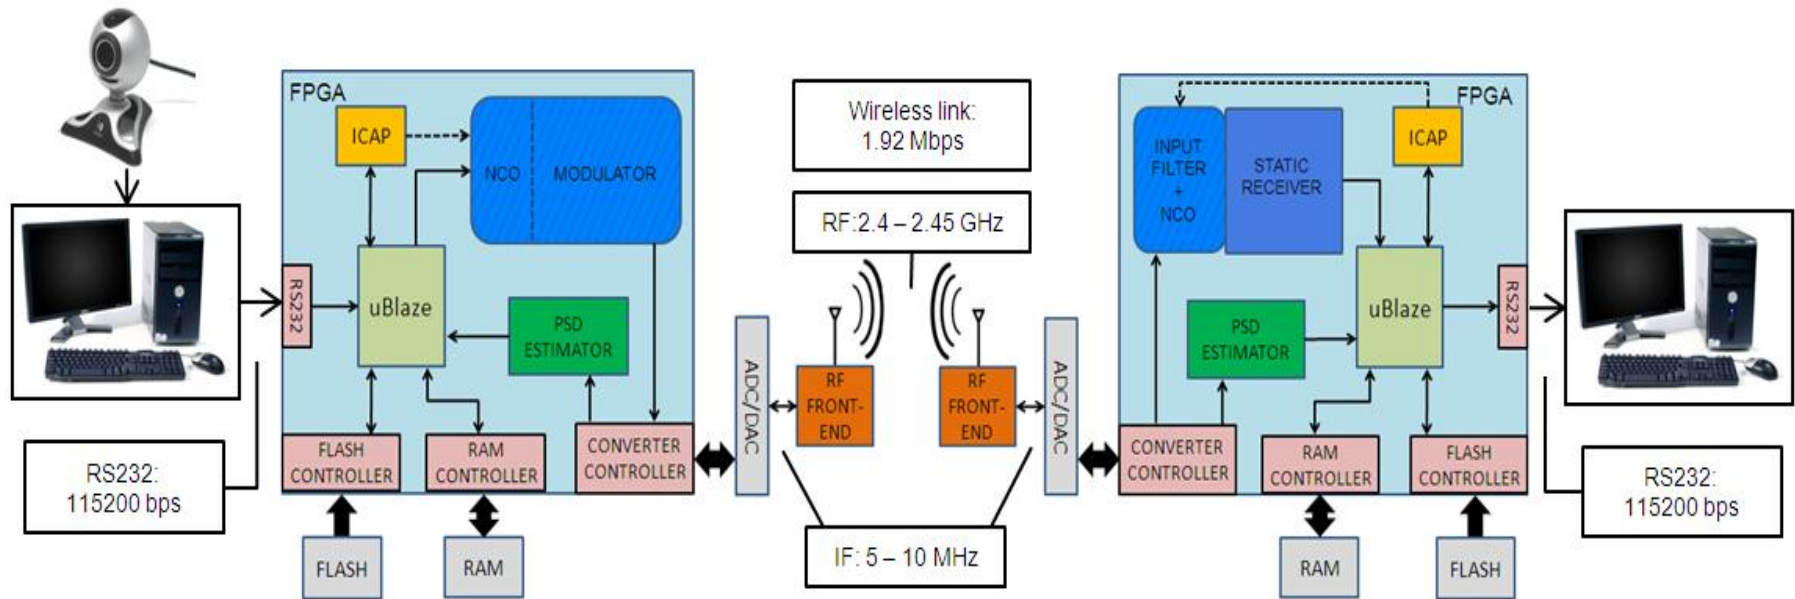 FPGA
ICAP
NCO
MODULATOR
RS232
uBlaze
PSD
ESTIMATOR
FLASH
CONTROLLER
RAM
CONTROLLER
CONVERTER
CONTROLLER
FLASH
RAM
RS232:
115200 bps
ADC/DAC
RF
FRONT-
END
Wireless link:
1.92 Mbps
RF:2.4 – 2.45 GHz
IF: 5 – 10 MHz
RF
FRONT-
END
ADC/DAC
FPGA
INPUT
FILTER
+
NCO
STATIC
RECEIVER
ICAP
PSD
ESTIMATOR
uBlaze
RS232
CONVERTER
CONTROLLER
RAM
CONTROLLER
FLASH
CONTROLLER
RAM
FLASH
RS232:
115200 bps